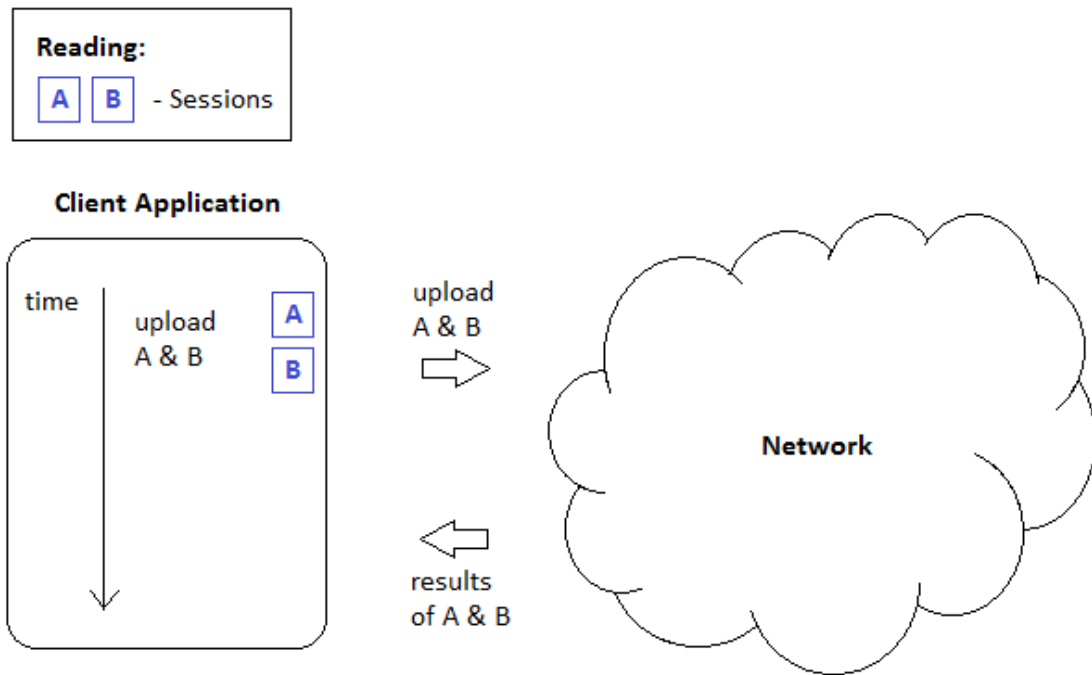 Reading:
A B - Sessions
Client Application
time
upload
A & B
A
B
upload
A & B
Network
results
of A & B